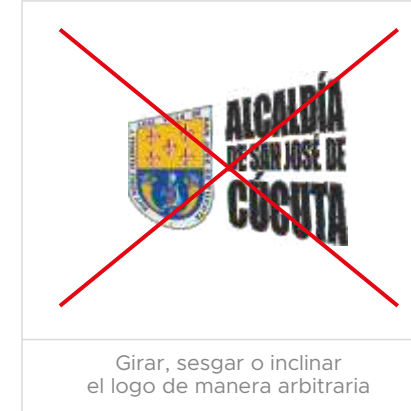 ALCALDÍA
DE SAN JOSÉ DE
CÚCUTA
Girar, sesgar o inclinar
el logo de manera arbitraria